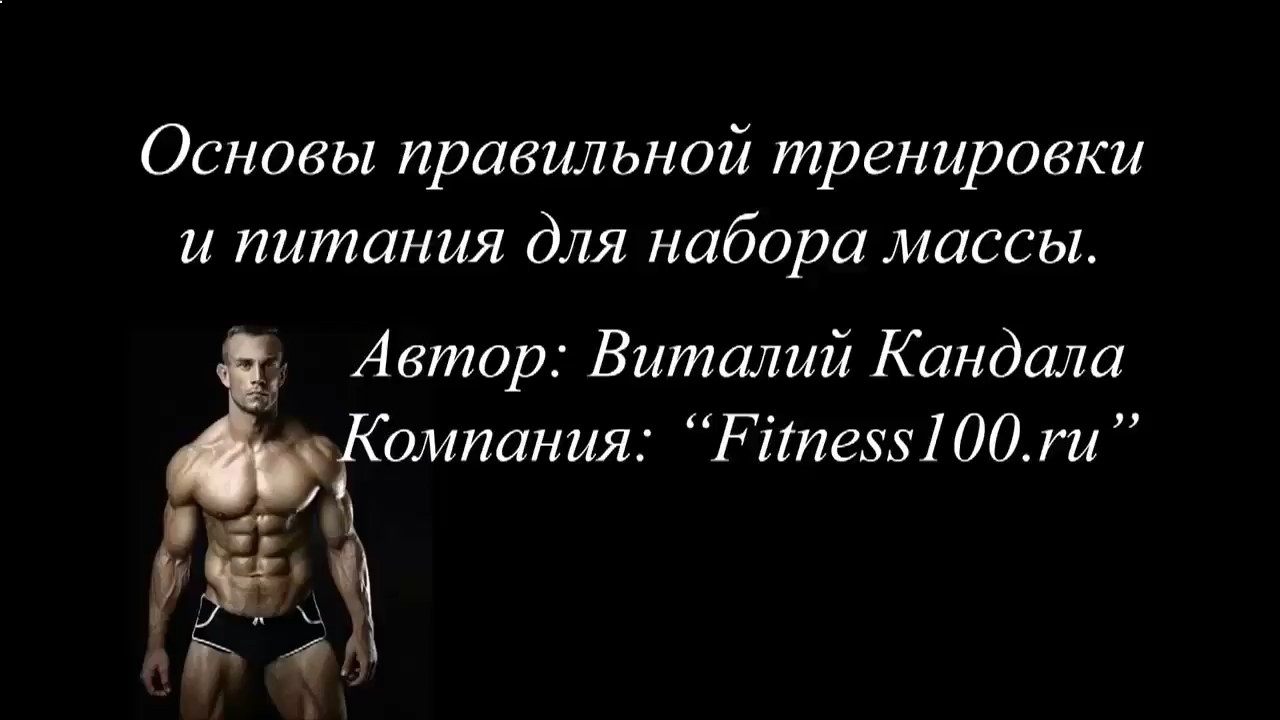 Основы правильной тренировки
и питания для набора массы.
Автор: Виталий Кандала
Компания: “Fitness100.ru”